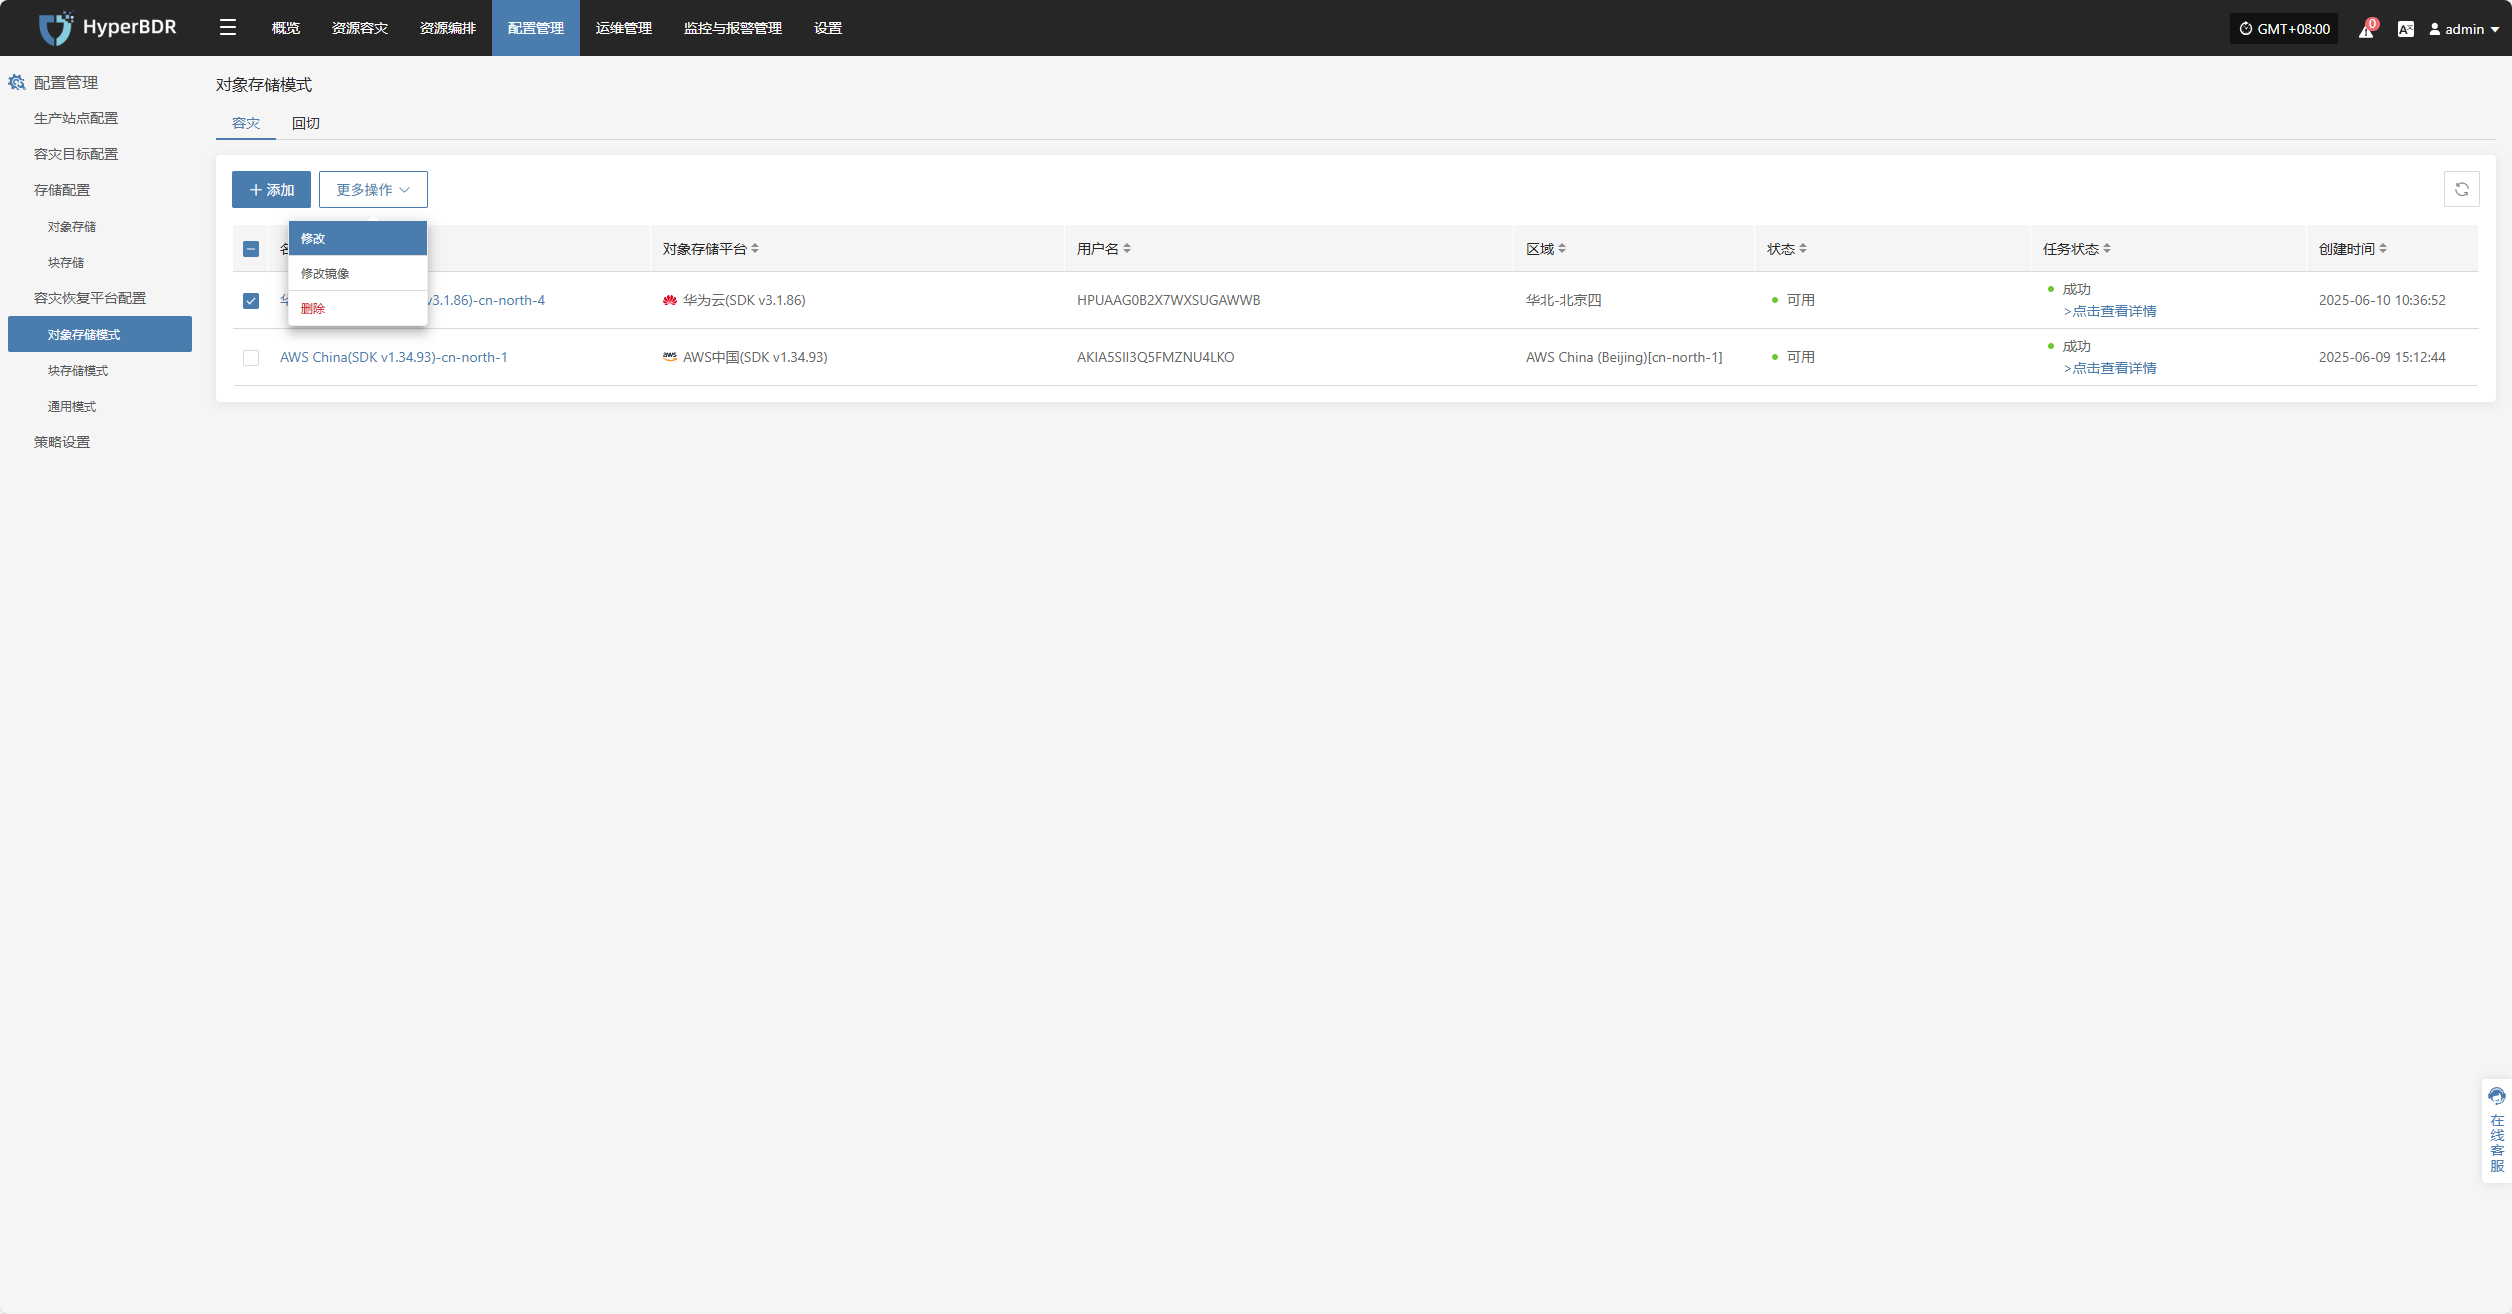 HyperBDR
概览 资源容灾 资源编排 配置管理 运维管理 监控与报警管理 设置
GMT+08:00 0 admin
配置管理
生产站点配置
容灾目标配置
存储配置
对象存储
块存储
容灾恢复平台配置
对象存储模式
块存储模式
通用模式
策略设置
对象存储模式
容灾 回切
添加 更多操作
修改
修改镜像
删除
对象存储平台 用户名 区域 状态 任务状态 创建时间
v3.1.86)-cn-north-4 华为云(SDK v3.1.86) HPUAAG0B2X7WXSUGAWWB 华北-北京四 可用 成功 2025-06-10 10:36:52
>点击查看详情
AWS China(SDK v1.34.93)-cn-north-1 aws AWS中国(SDK v1.34.93) AKIA5SII3Q5FMZNU4LKO AWS China (Beijing)[cn-north-1] 可用 成功 2025-06-09 15:12:44
>点击查看详情
在线客服